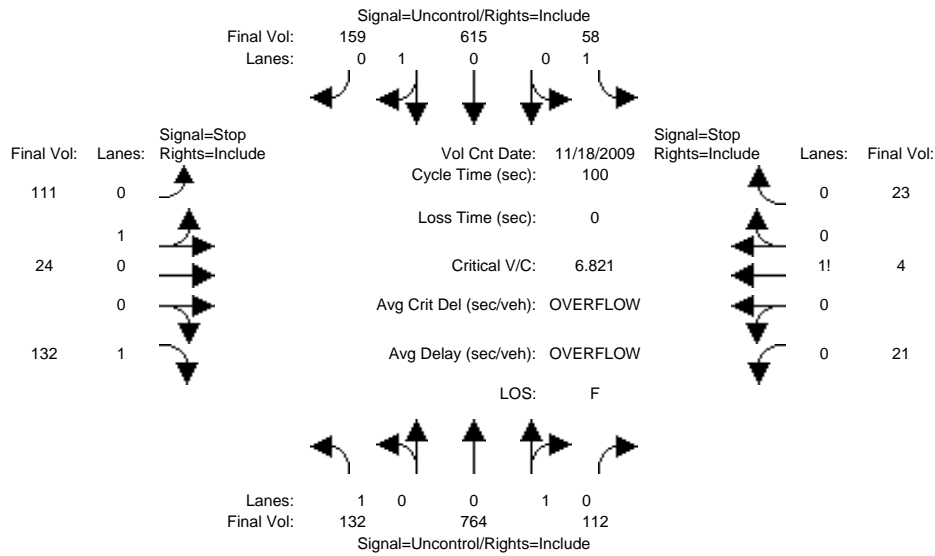 Signal=Uncontrol/Rights=Include
Final Vol: 159 615 58
Lanes: 0 1 0 0 1
Signal=Stop
Final Vol: Lanes: Rights=Include
Vol Cnt Date: 11/18/2009
Signal=Stop
Rights=Include Lanes: Final Vol:
Cycle Time (sec): 100
111 0
0 23
Loss Time (sec): 0
1
0
24 0
Critical V/C: 6.821
1! 4
0
Avg Crit Del (sec/veh): OVERFLOW
0
132 1
Avg Delay (sec/veh): OVERFLOW
0 21
LOS: F
Lanes: 1 0 0 1 0
Final Vol: 132 764 112
Signal=Uncontrol/Rights=Include